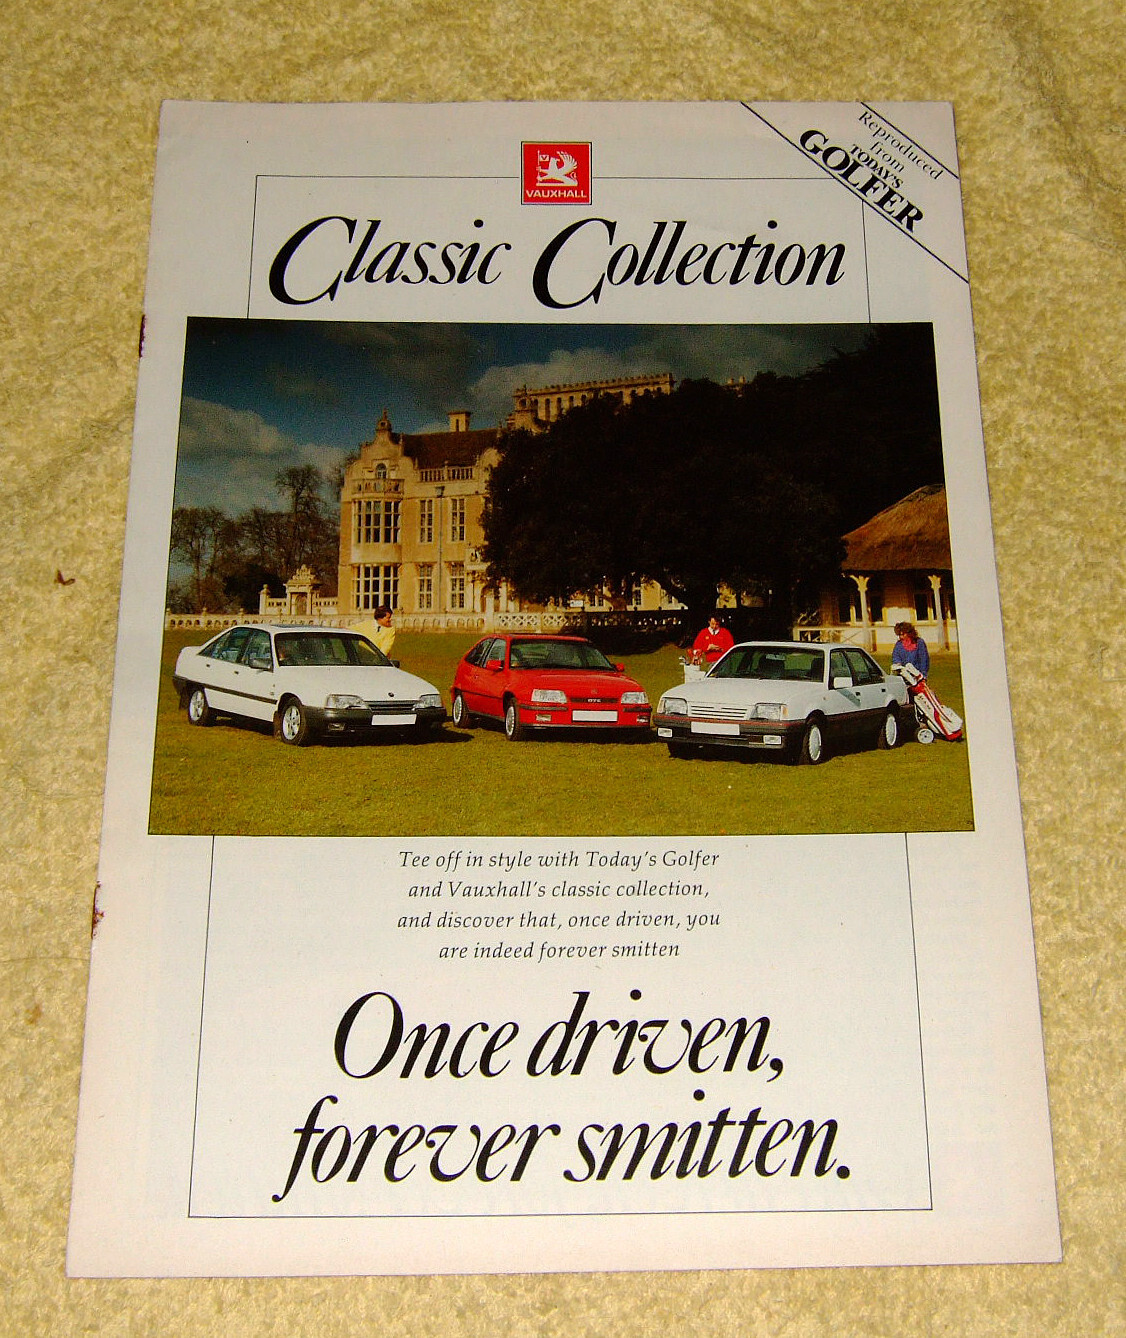 VAUXHALL
Reproduced
from
TODAY'S
GOLFER
Classic Collection
GTE
Tee off in style with Today's Golfer
and Vauxhall's classic collection,
and discover that, once driven, you
are indeed forever smitten
Once driven,
forever smitten.